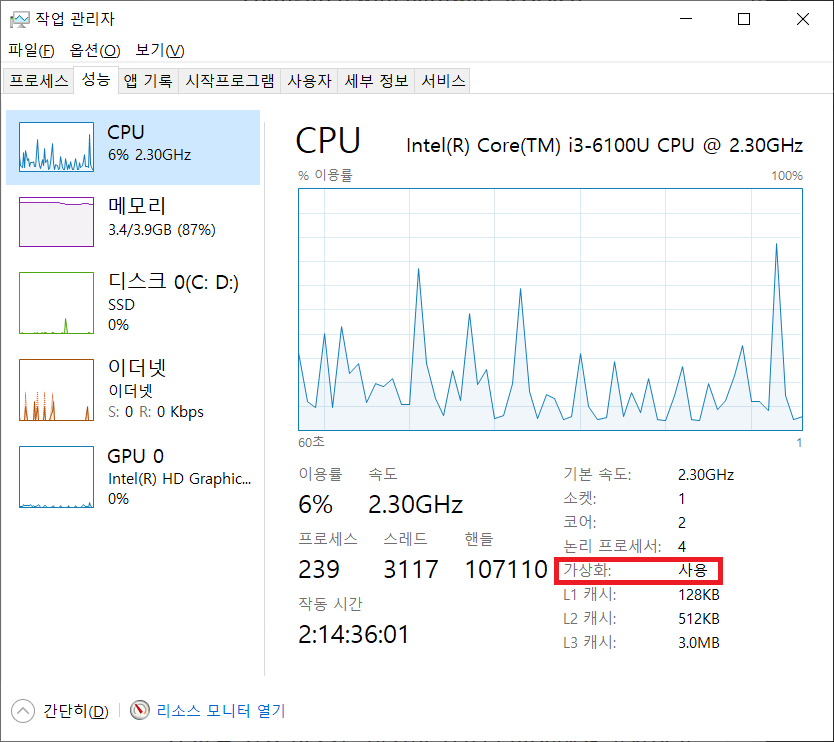 작업 관리자
파일(F) 옵션(O) 보기(V)
프로세스 성능 앱 기록 시작프로그램 사용자 세부 정보 서비스
CPU
6% 2.30GHz
메모리
3.4/3.9GB (87%)
디스크 0(C: D:)
SSD
0%
이더넷
이더넷
S: 0 R: 0 Kbps
GPU 0
Intel(R) HD Graphic...
0%
CPU
Intel(R) Core(TM) i3-6100U CPU @ 2.30GHz
% 이용률 100%
60초 1
이용률 속도
6% 2.30GHz
프로세스 스레드 핸들
239 3117 107110
작동 시간
2:14:36:01
기본 속도: 2.30GHz
소켓: 1
코어: 2
논리 프로세서: 4
가상화: 사용
L1 캐시: 128KB
L2 캐시: 512KB
L3 캐시: 3.0MB
간단히(D) 리소스 모니터 열기